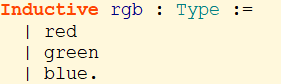 Inductive rgb : Type :=
| red
| green
| blue.